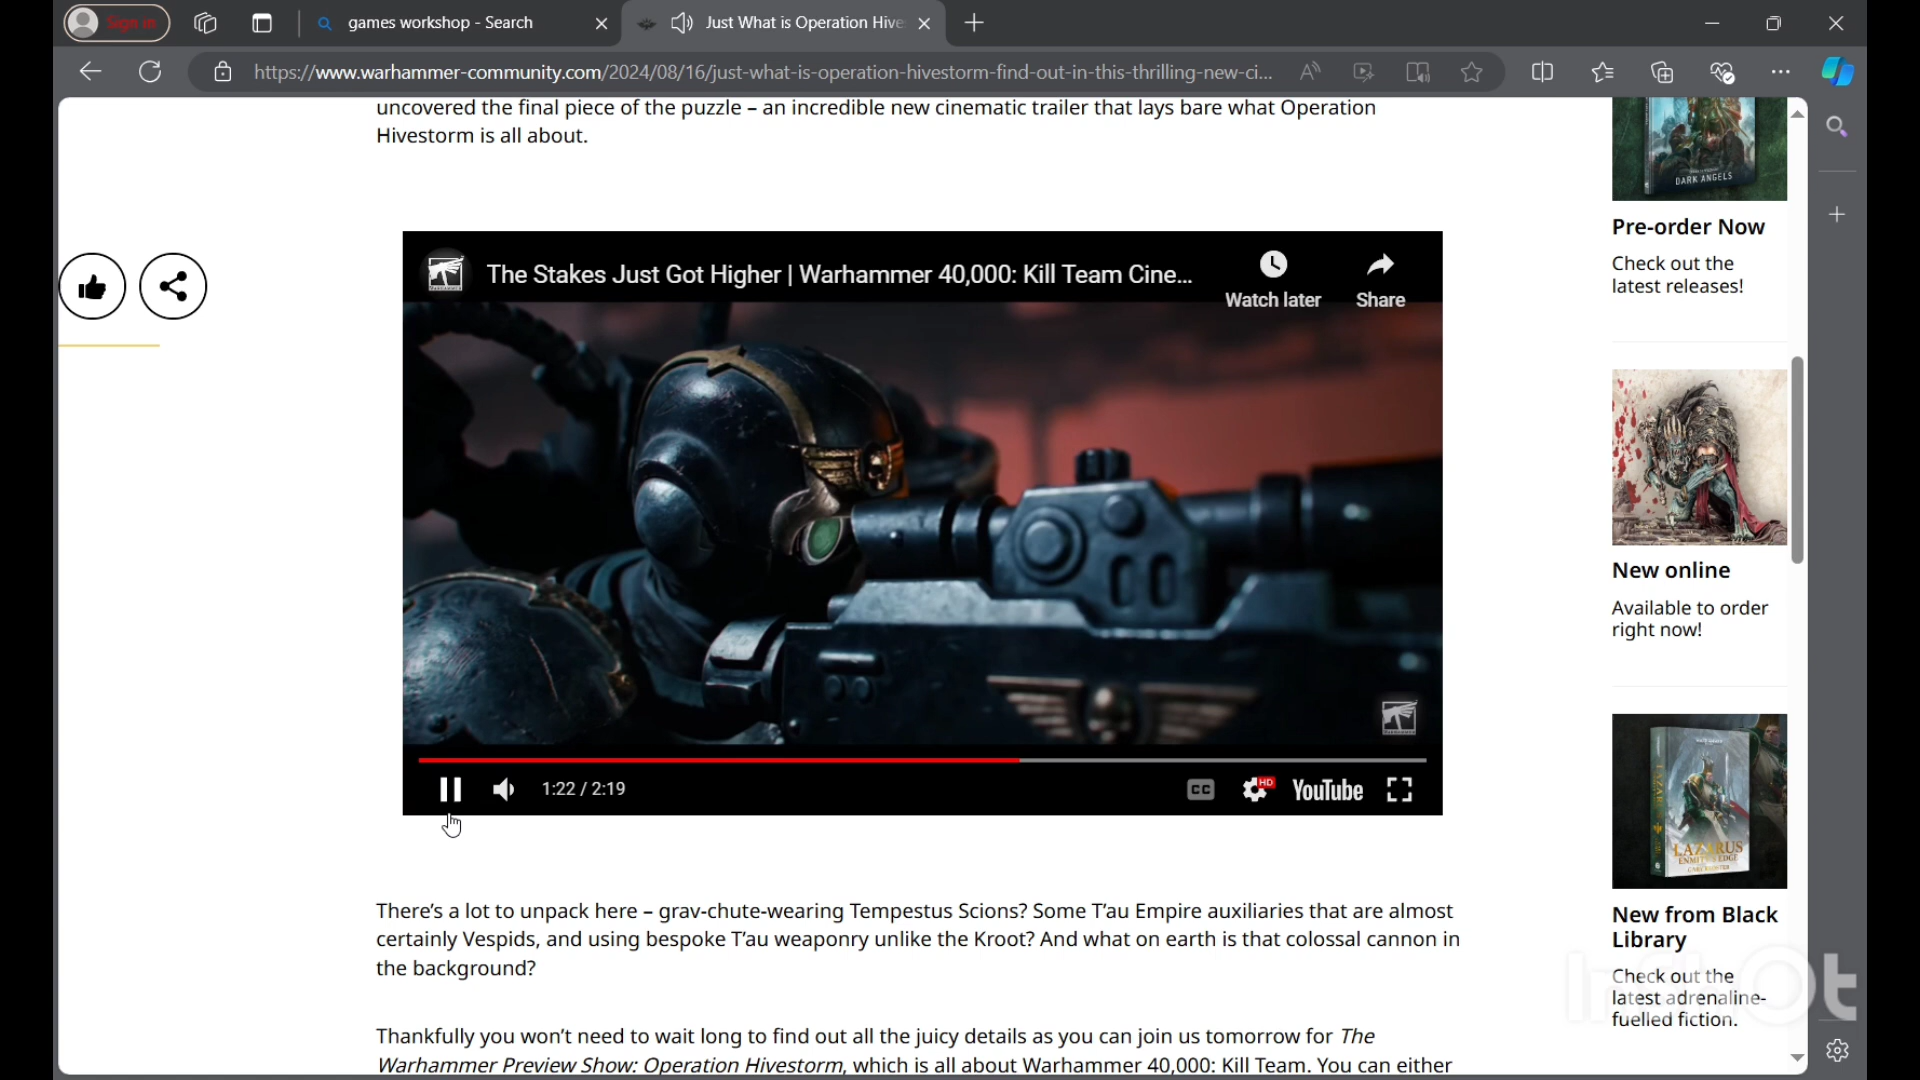 Sign in
games workshop - Search
Just What is Operation Hive
https://www.warhammer-community.com/2024/08/16/just-what-is-operation-hivestorm-find-out-in-this-thrilling-new-ci...
uncovered the final piece of the puzzle – an incredible new cinematic trailer that lays bare what Operation
Hivestorm is all about.
The Stakes Just Got Higher | Warhammer 40,000: Kill Team Cine...
Watch later
Share
1:22 / 2:19
CC
HD
YouTube
There's a lot to unpack here – grav-chute-wearing Tempestus Scions? Some T'au Empire auxiliaries that are almost
certainly Vespids, and using bespoke T'au weaponry unlike the Kroot? And what on earth is that colossal cannon in
the background?
Thankfully you won't need to wait long to find out all the juicy details as you can join us tomorrow for The
Warhammer Preview Show: Operation Hivestorm, which is all about Warhammer 40,000: Kill Team. You can either
DARK ANGELS
Pre-order Now
Check out the
latest releases!
New online
Available to order
right now!
LAZARUS
ENMITY'S EDGE
New from Black
Library
Check out the
latest adrenaline-
fuelled fiction.